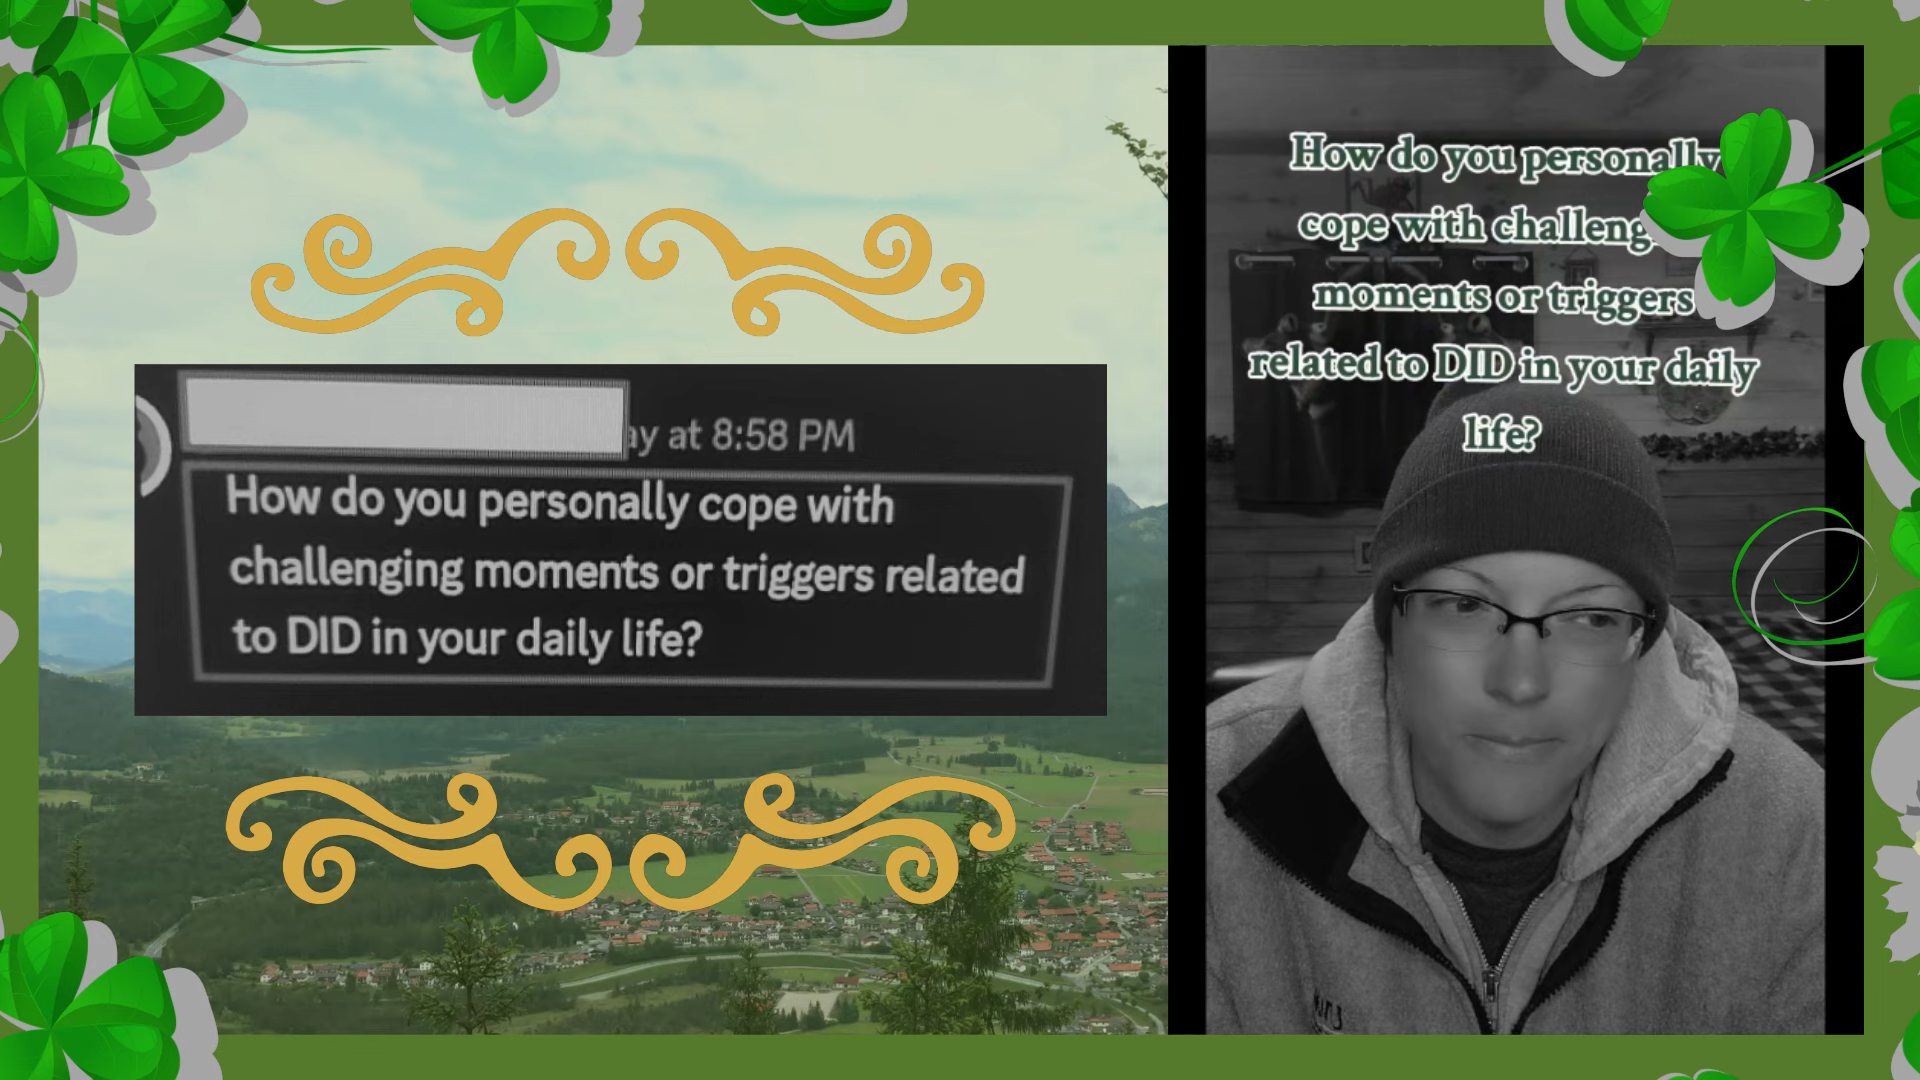 ay at 8:58 PM
How do you personally cope with
challenging moments or triggers related
to DID in your daily life?
How do you personally
cope with challeng
moments or triggers
related to DID in your daily
life?